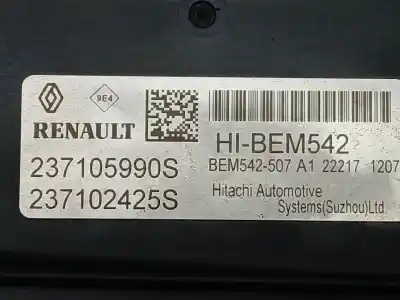 9E4
RENAULT
HI-BEM542
237105990S
BEM542-507 A1 22217 1207
237102425S
Hitachi Automotive
Systems(Suzhou)Ltd.